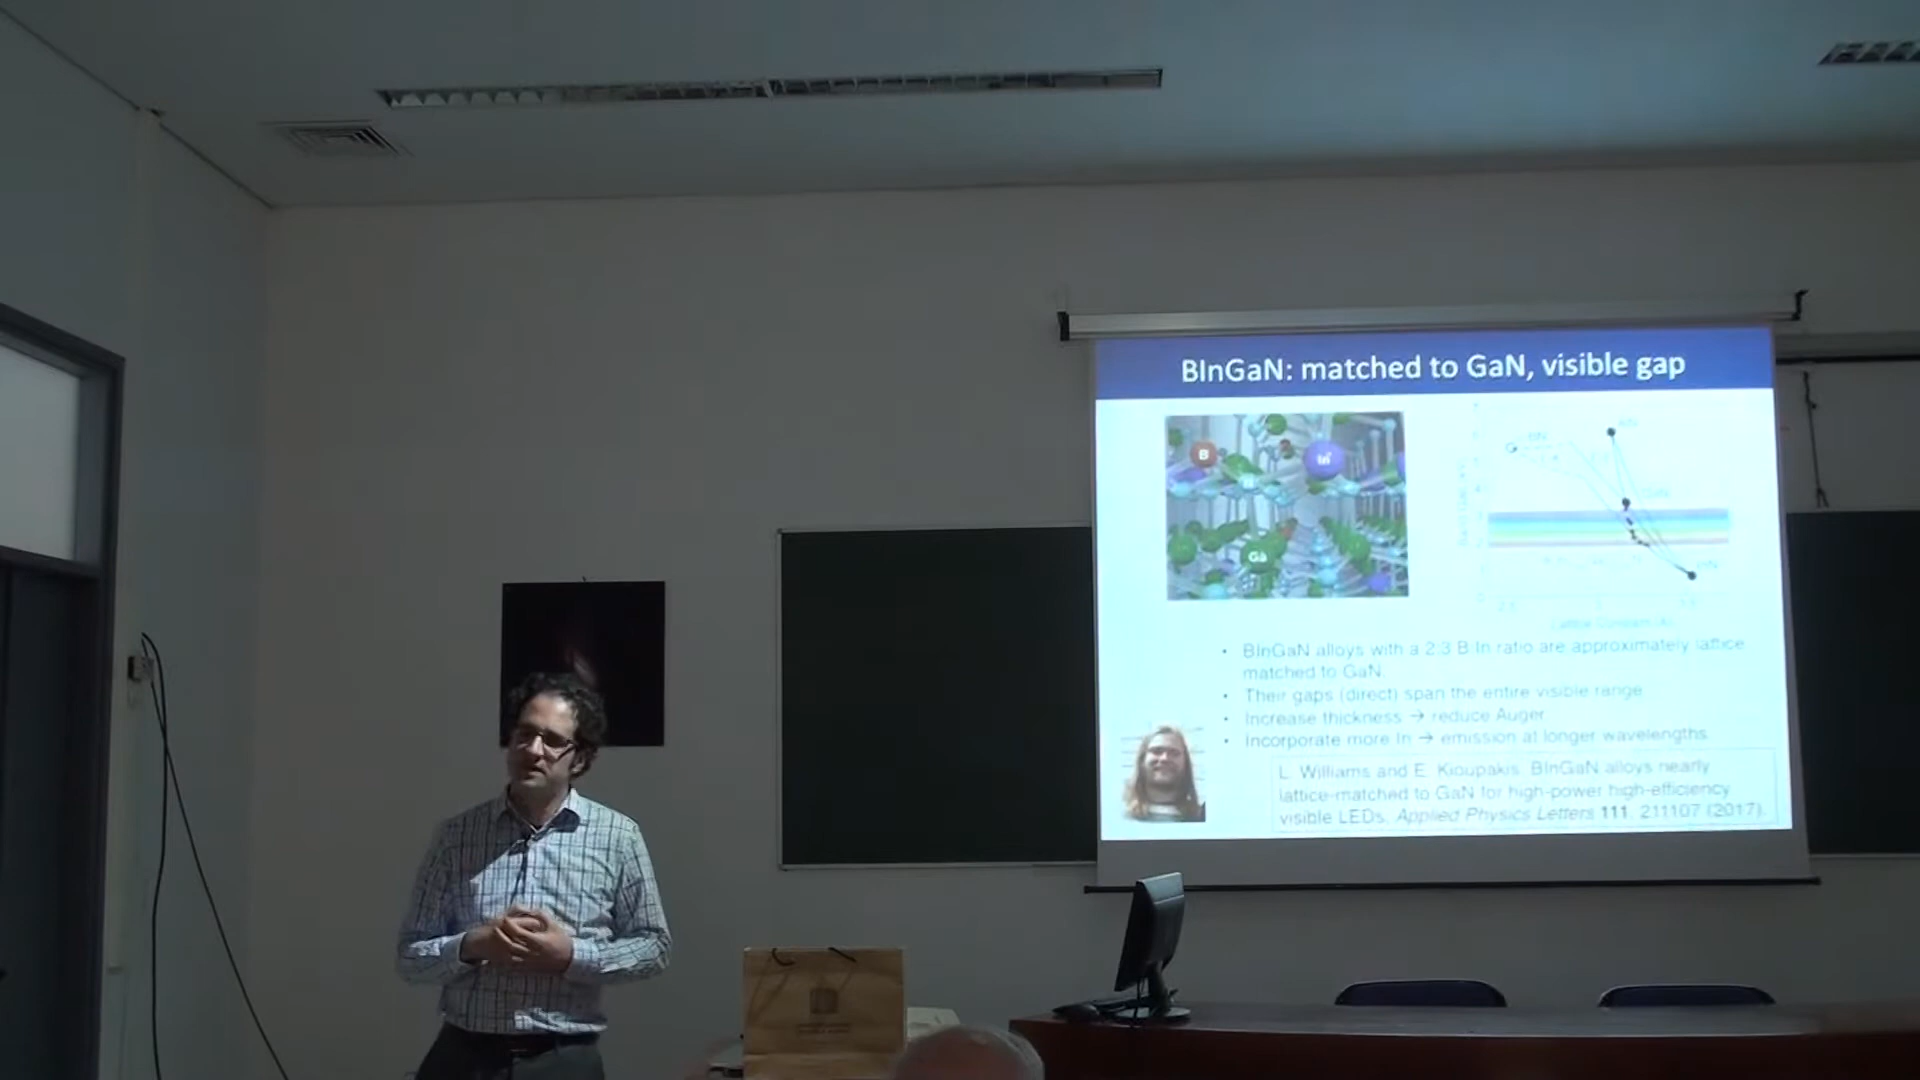 BInGaN: matched to GaN, visible gap
B
In
Ga
BN
• BInGaN alloys with a 2:3 B:In ratio are approximately lattice
matched to GaN.
• Their gaps (direct) span the entire visible range
• Increase thickness → reduce Auger
• Incorporate more In → emission at longer wavelengths
L. Williams and E. Kioupakis. BInGaN alloys nearly
lattice-matched to GaN for high-power high-efficiency
visible LEDs. Applied Physics Letters 111, 211107 (2017).